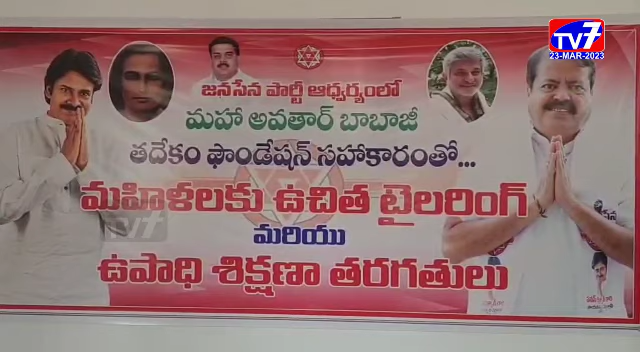 TV7
23-MAR-2023
జనసేన పార్టీ ఆధ్వర్యంలో
మహా అవతార్ బాబాజీ
తదేకం ఫౌండేషన్ సహకారంతో...
మహిళలకు ఉచిత టైలరింగ్
TV7
మరియు
ఉపాధి శిక్షణా తరగతులు